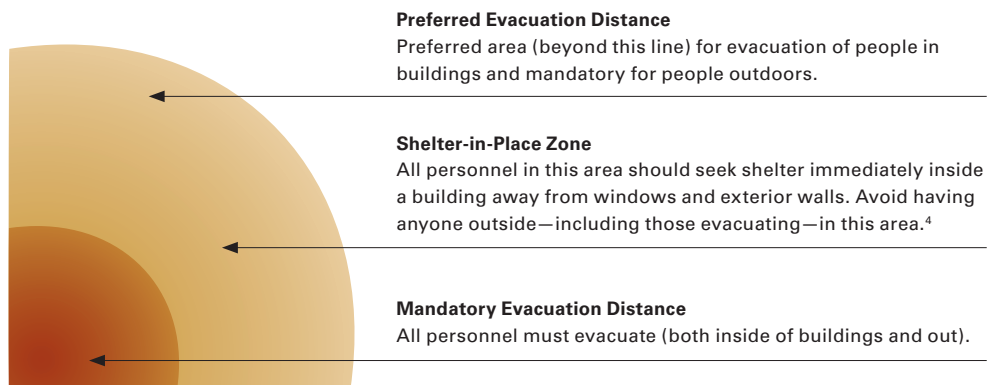 Preferred Evacuation Distance
Preferred area (beyond this line) for evacuation of people in
buildings and mandatory for people outdoors.
Shelter-in-Place Zone
All personnel in this area should seek shelter immediately inside
a building away from windows and exterior walls. Avoid having
anyone outside—including those evacuating—in this area.⁴
Mandatory Evacuation Distance
All personnel must evacuate (both inside of buildings and out).